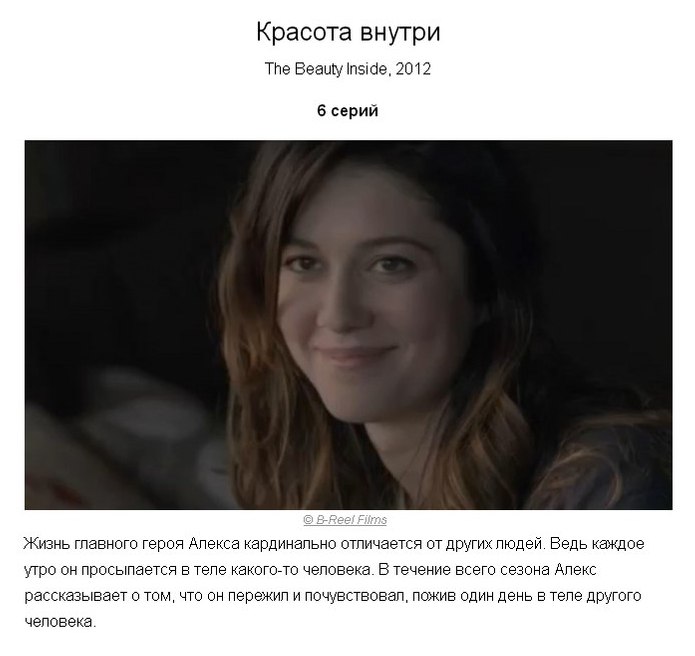 Красота внутри
The Beauty Inside, 2012
6 серий
© B-Reel Films
Жизнь главного героя Алекса кардинально отличается от других людей. Ведь каждое
утро он просыпается в теле какого-то человека. В течение всего сезона Алекс
рассказывает о том, что он пережил и почувствовал, пожив один день в теле другого
человека.